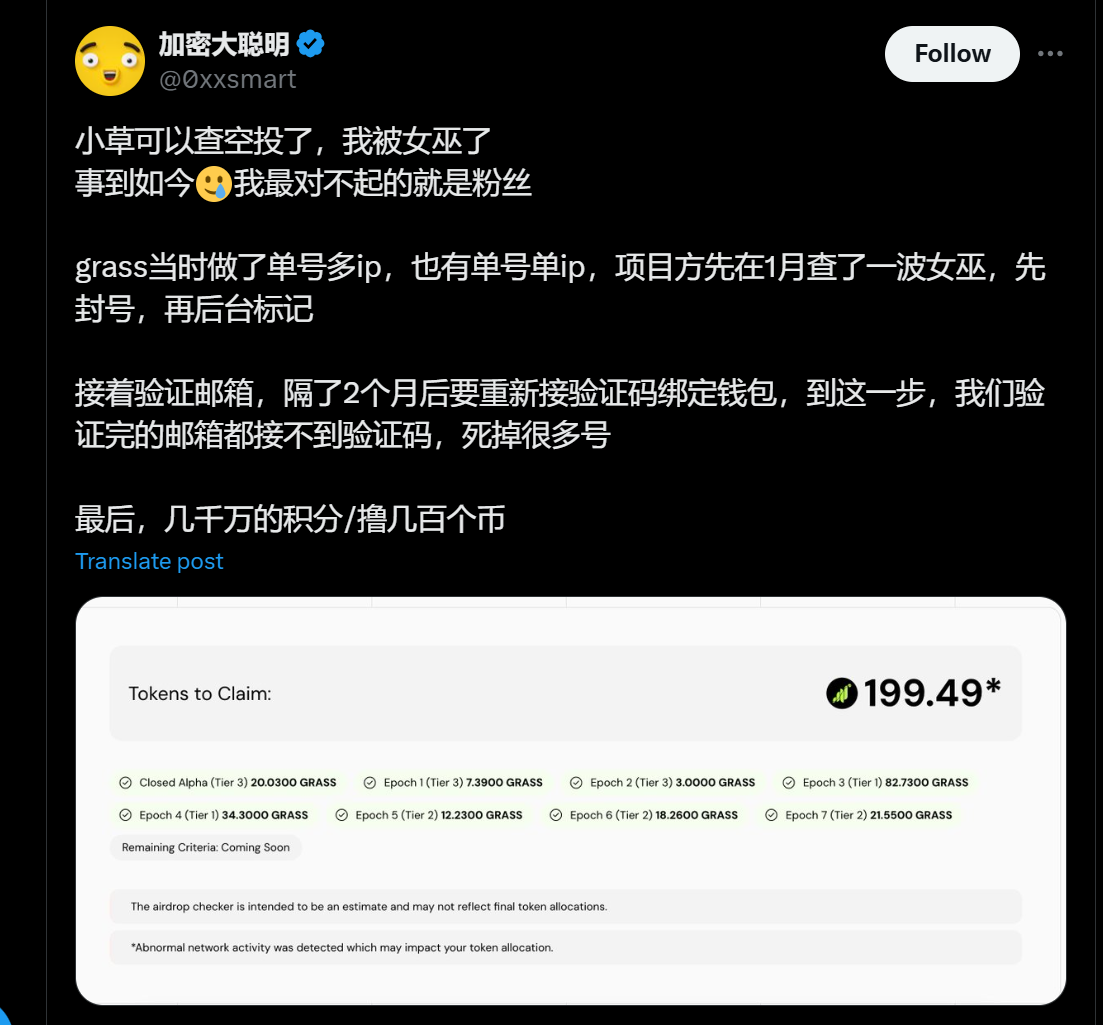 加密大聪明
@0xxsmart
Follow
小草可以查空投了，我被女巫了
事到如今🥲我最对不起的就是粉丝
grass当时做了单号多ip，也有单号单ip，项目方先在1月查了一波女巫，先
封号，再后台标记
接着验证邮箱，隔了2个月后要重新接验证码绑定钱包，到这一步，我们验
证完的邮箱都接不到验证码，死掉很多号
最后，几千万的积分/撸几百个币
Translate post
Tokens to Claim:
199.49*
Closed Alpha (Tier 3) 20.0300 GRASS
Epoch 1 (Tier 3) 7.3900 GRASS
Epoch 2 (Tier 3) 3.0000 GRASS
Epoch 3 (Tier 1) 82.7300 GRASS
Epoch 4 (Tier 1) 34.3000 GRASS
Epoch 5 (Tier 2) 12.2300 GRASS
Epoch 6 (Tier 2) 18.2600 GRASS
Epoch 7 (Tier 2) 21.5500 GRASS
Remaining Criteria: Coming Soon
The airdrop checker is intended to be an estimate and may not reflect final token allocations.
*Abnormal network activity was detected which may impact your token allocation.